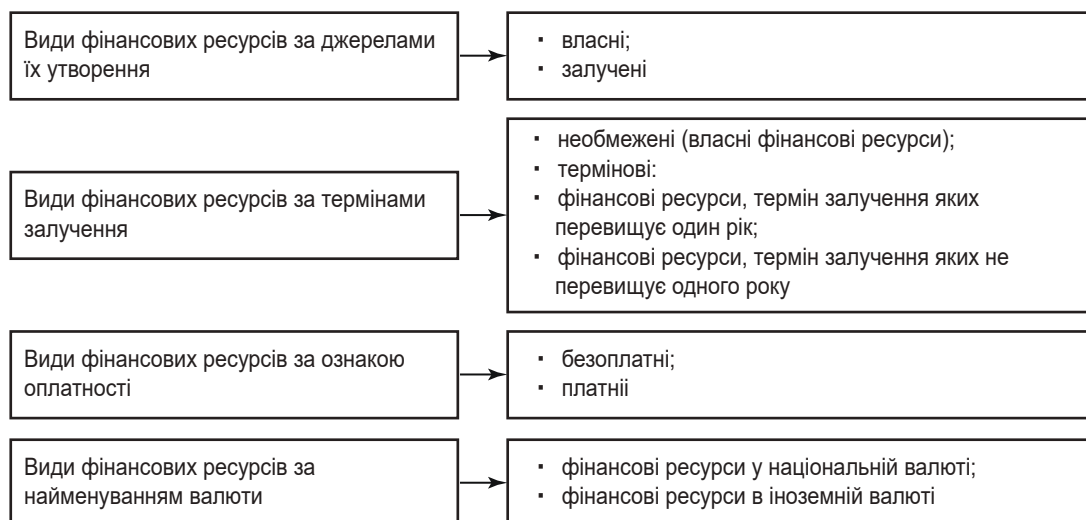 Види фінансових ресурсів за джерелами
їх утворення
· власні;
· залучені
Види фінансових ресурсів за термінами
залучення
· необмежені (власні фінансові ресурси);
· термінові:
· фінансові ресурси, термін залучення яких
перевищує один рік;
· фінансові ресурси, термін залучення яких не
перевищує одного року
Види фінансових ресурсів за ознакою
оплатності
· безоплатні;
· платніі
Види фінансових ресурсів за
найменуванням валюти
· фінансові ресурси у національній валюті;
· фінансові ресурси в іноземній валюті